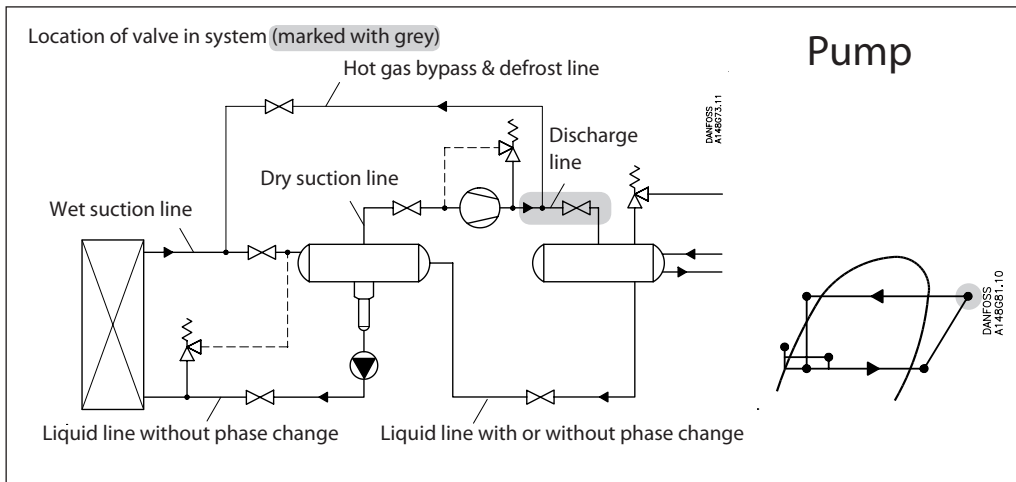 Location of valve in system (marked with grey)
Pump
Hot gas bypass & defrost line
DANFOSS
A148G73.11
Discharge
line
Dry suction line
Wet suction line
DANFOSS
A148G81.10
Liquid line without phase change
Liquid line with or without phase change